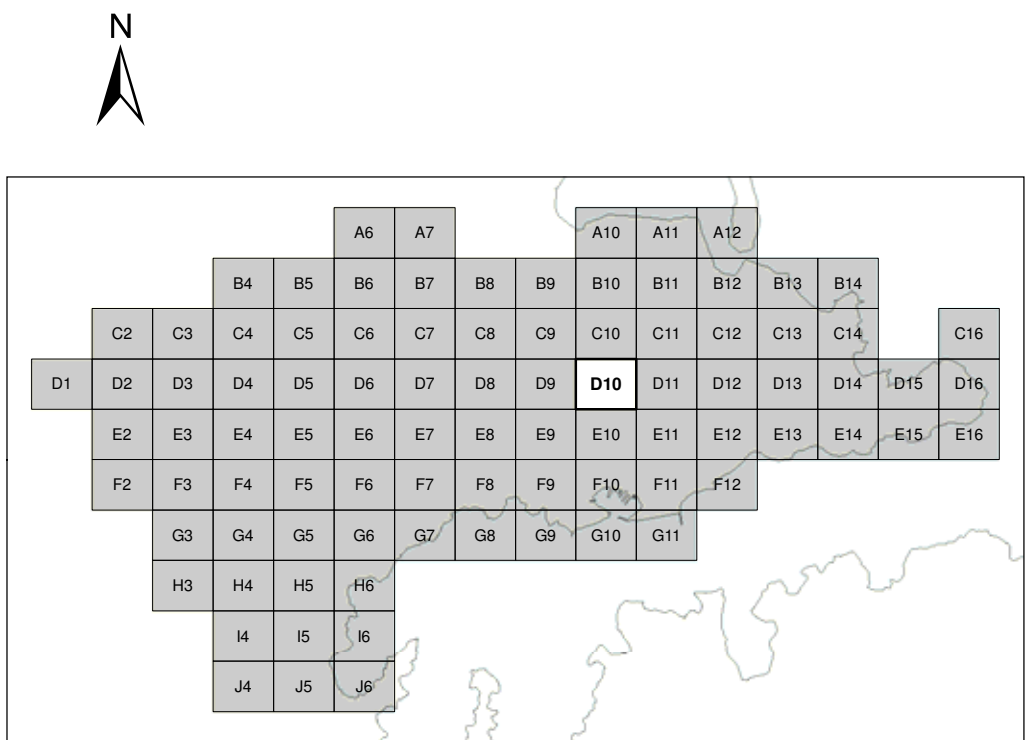 N
A6 A7 A10 A11 A12
B4 B5 B6 B7 B8 B9 B10 B11 B12 B13 B14
C2 C3 C4 C5 C6 C7 C8 C9 C10 C11 C12 C13 C14 C16
D1 D2 D3 D4 D5 D6 D7 D8 D9 D10 D11 D12 D13 D14 D15 D16
E2 E3 E4 E5 E6 E7 E8 E9 E10 E11 E12 E13 E14 E15 E16
F2 F3 F4 F5 F6 F7 F8 F9 F10 F11 F12
G3 G4 G5 G6 G7 G8 G9 G10 G11
H3 H4 H5 H6
I4 I5 I6
J4 J5 J6